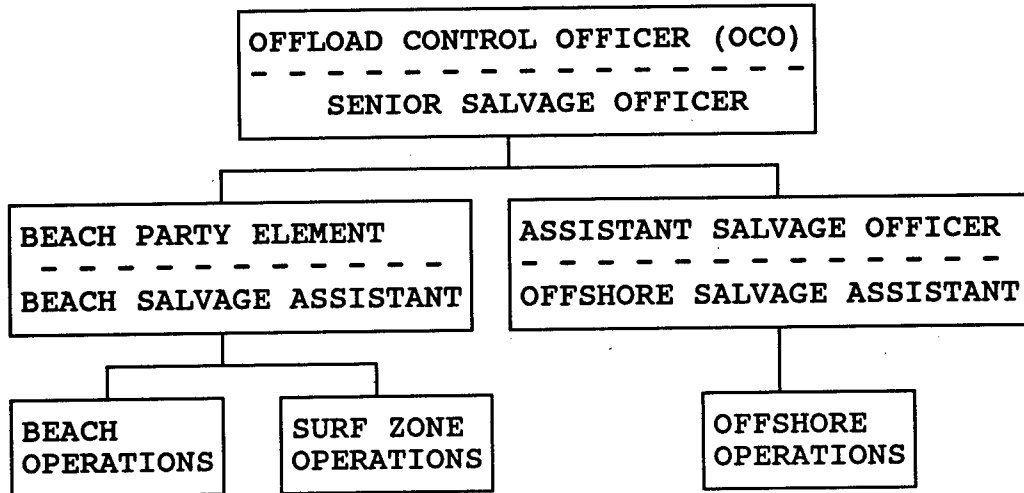 OFFLOAD CONTROL OFFICER (OCO)
SENIOR SALVAGE OFFICER
BEACH PARTY ELEMENT
BEACH SALVAGE ASSISTANT
ASSISTANT SALVAGE OFFICER
OFFSHORE SALVAGE ASSISTANT
BEACH
OPERATIONS
SURF ZONE
OPERATIONS
OFFSHORE
OPERATIONS